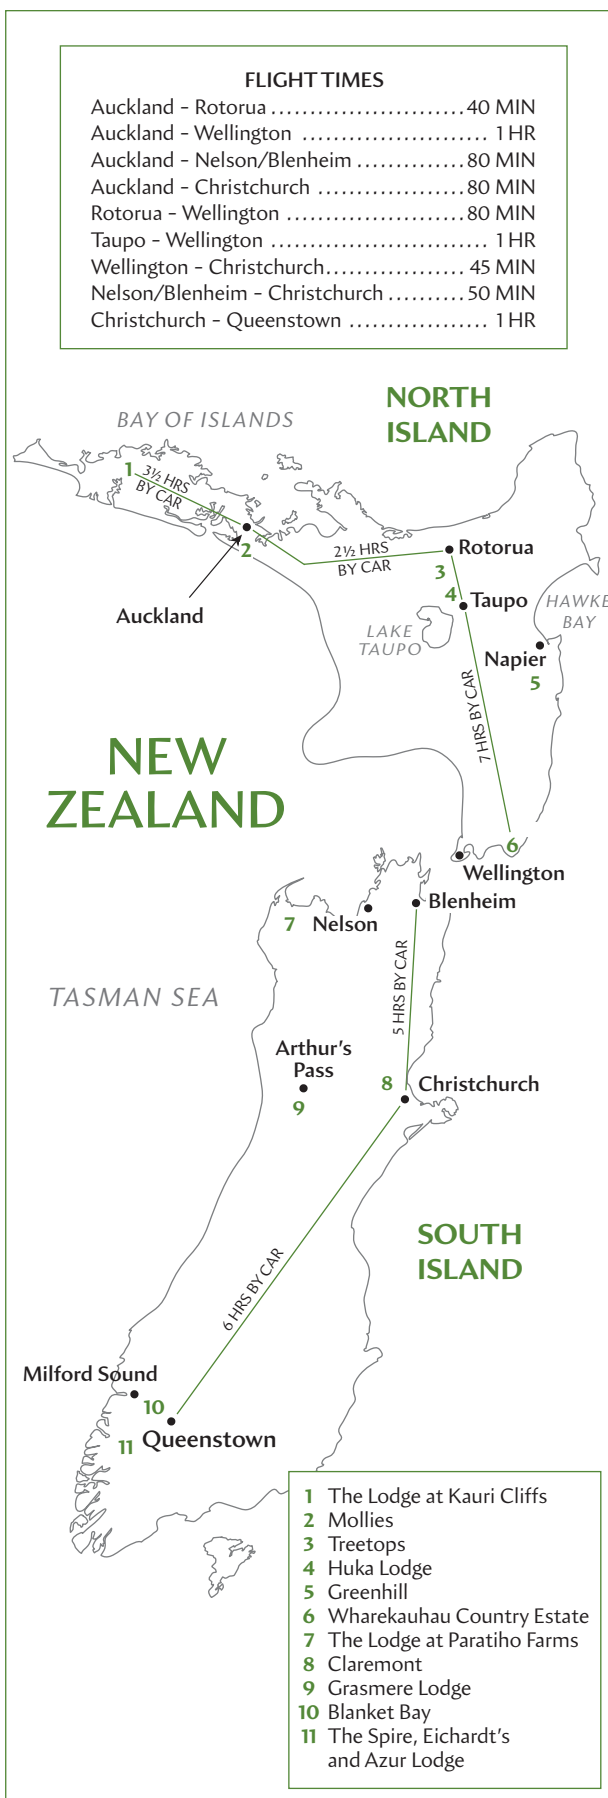 FLIGHT TIMES
Auckland - Rotorua ......................... 40 MIN
Auckland - Wellington ........................ 1 HR
Auckland - Nelson/Blenheim .............. 80 MIN
Auckland - Christchurch ................... 80 MIN
Rotorua - Wellington ....................... 80 MIN
Taupo - Wellington ............................ 1 HR
Wellington - Christchurch.................. 45 MIN
Nelson/Blenheim - Christchurch .......... 50 MIN
Christchurch - Queenstown .................. 1 HR
NORTH
ISLAND
BAY OF ISLANDS
1
3½ HRS
BY CAR
2
Auckland
2½ HRS
BY CAR
Rotorua
3
4
Taupo
LAKE
TAUPO
HAWKE
BAY
Napier
5
7 HRS BY CAR
NEW
ZEALAND
6
Wellington
Blenheim
7
Nelson
5 HRS BY CAR
TASMAN SEA
Arthur's
Pass
9
8
Christchurch
SOUTH
ISLAND
6 HRS BY CAR
Milford Sound
10
11
Queenstown
1 The Lodge at Kauri Cliffs
2 Mollies
3 Treetops
4 Huka Lodge
5 Greenhill
6 Wharekauhau Country Estate
7 The Lodge at Paratiho Farms
8 Claremont
9 Grasmere Lodge
10 Blanket Bay
11 The Spire, Eichardt's
and Azur Lodge